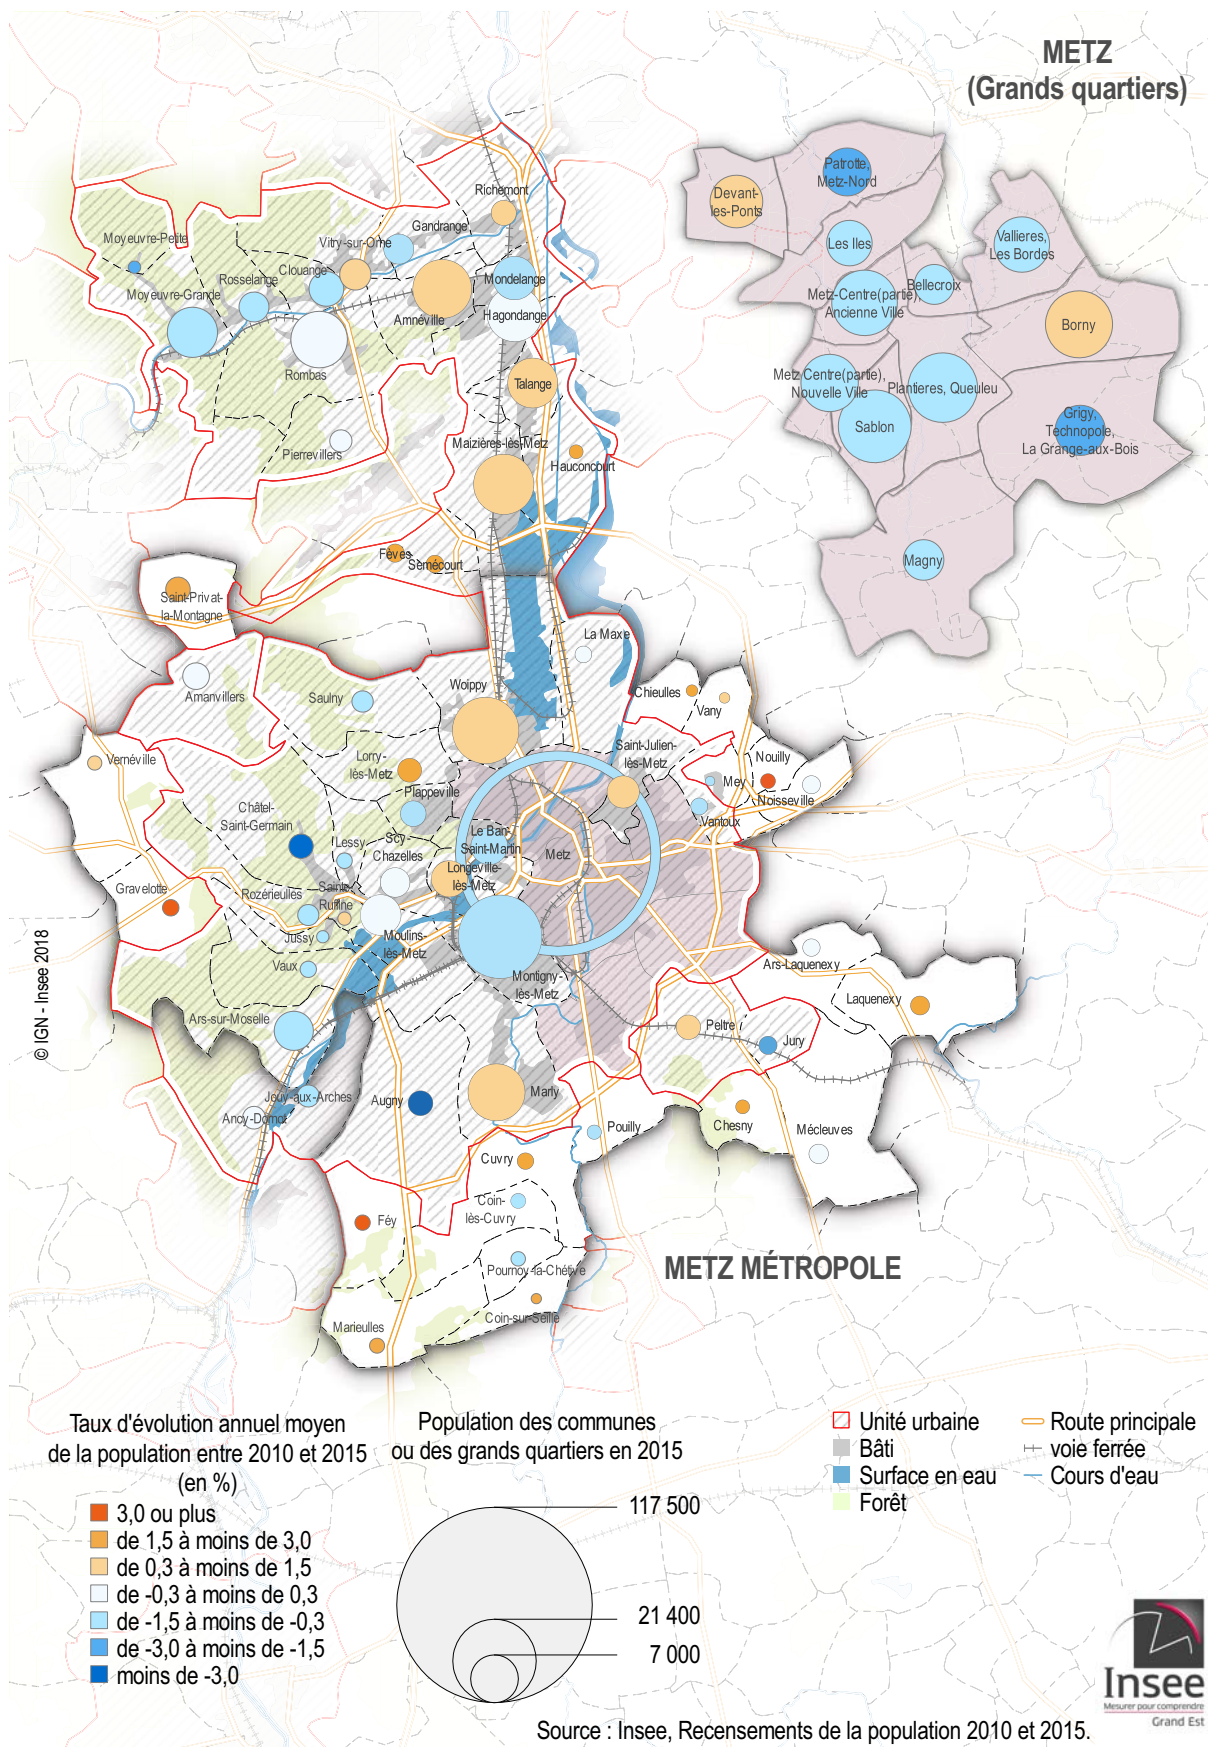 METZ
(Grands quartiers)
Patrotte,
Metz-Nord
Devant-
les-Ponts
Les Iles
Vallieres,
Les Bordes
Bellecroix
Metz-Centre(partie),
Ancienne Ville
Borny
Metz Centre(partie),
Nouvelle Ville
Plantieres, Queuleu
Sablon
Grigy,
Technopole,
La Grange-aux-Bois
Magny
Richemont
Gandrange
Vitry-sur-Orne
Moyeuvre-Petite
Clouange
Rosselange
Moyeuvre-Grande
Mondelange
Amnéville
Hagondange
Rombas
Talange
Maizières-lès-Metz
Pierrevillers
Hauconcourt
Fèves
Semécourt
Saint-Privat-
la-Montagne
La Maxe
Amanvillers
Saulny
Woippy
Chieulles
Vany
Vernéville
Lorry-
lès-Metz
Saint-Julien-
lès-Metz
Nouilly
Mey
Noisseville
Plappeville
Châtel-
Saint-Germain
Vantoux
Lessy
Scy-
Chazelles
Le Ban-
Saint-Martin
Metz
Longeville-
lès-Metz
Gravelotte
Rozérieulles
Sainte-
Ruffine
Jussy
Moulins-
lès-Metz
Vaux
Montigny-
lès-Metz
Ars-Laquenexy
Laquenexy
Ars-sur-Moselle
Peltre
Jury
Jouy-aux-Arches
Augny
Marly
Ancy-Dornot
Chesny
Pouilly
Mécleuves
Cuvry
Coin-
lès-Cuvry
Féy
Pournoy-la-Chétive
Coin-sur-Seille
Marieulles
METZ MÉTROPOLE
© IGN - Insee 2018
Taux d'évolution annuel moyen
de la population entre 2010 et 2015
(en %)
3,0 ou plus
de 1,5 à moins de 3,0
de 0,3 à moins de 1,5
de -0,3 à moins de 0,3
de -1,5 à moins de -0,3
de -3,0 à moins de -1,5
moins de -3,0
Population des communes
ou des grands quartiers en 2015
117 500
21 400
7 000
Unité urbaine
Bâti
Surface en eau
Forêt
Route principale
voie ferrée
Cours d'eau
Insee
Mesurer pour comprendre
Grand Est
Source : Insee, Recensements de la population 2010 et 2015.